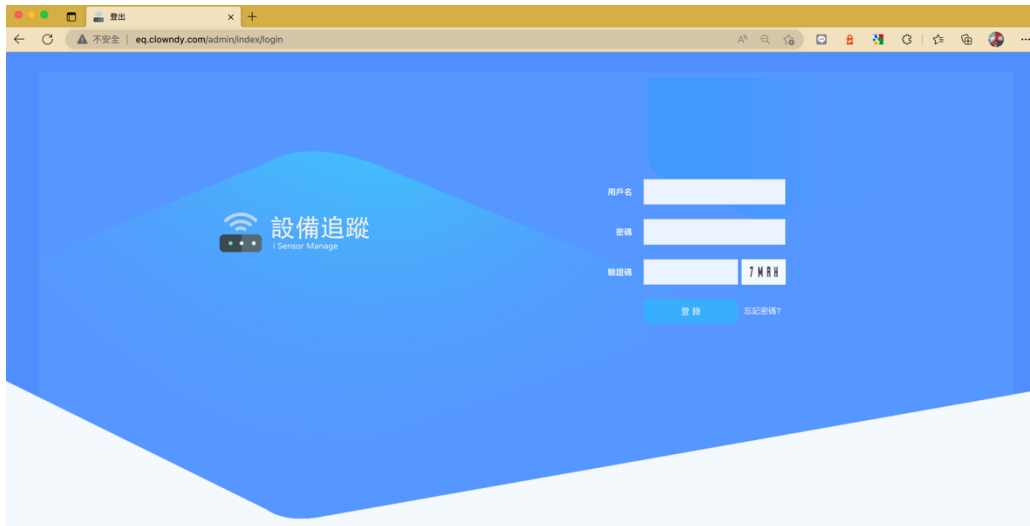 登出
不安全 eq.clowndy.com/admin/index/login
設備追蹤
i Sensor Manage
用戶名
密碼
驗證碼
7 M R H
登 錄
忘記密碼?